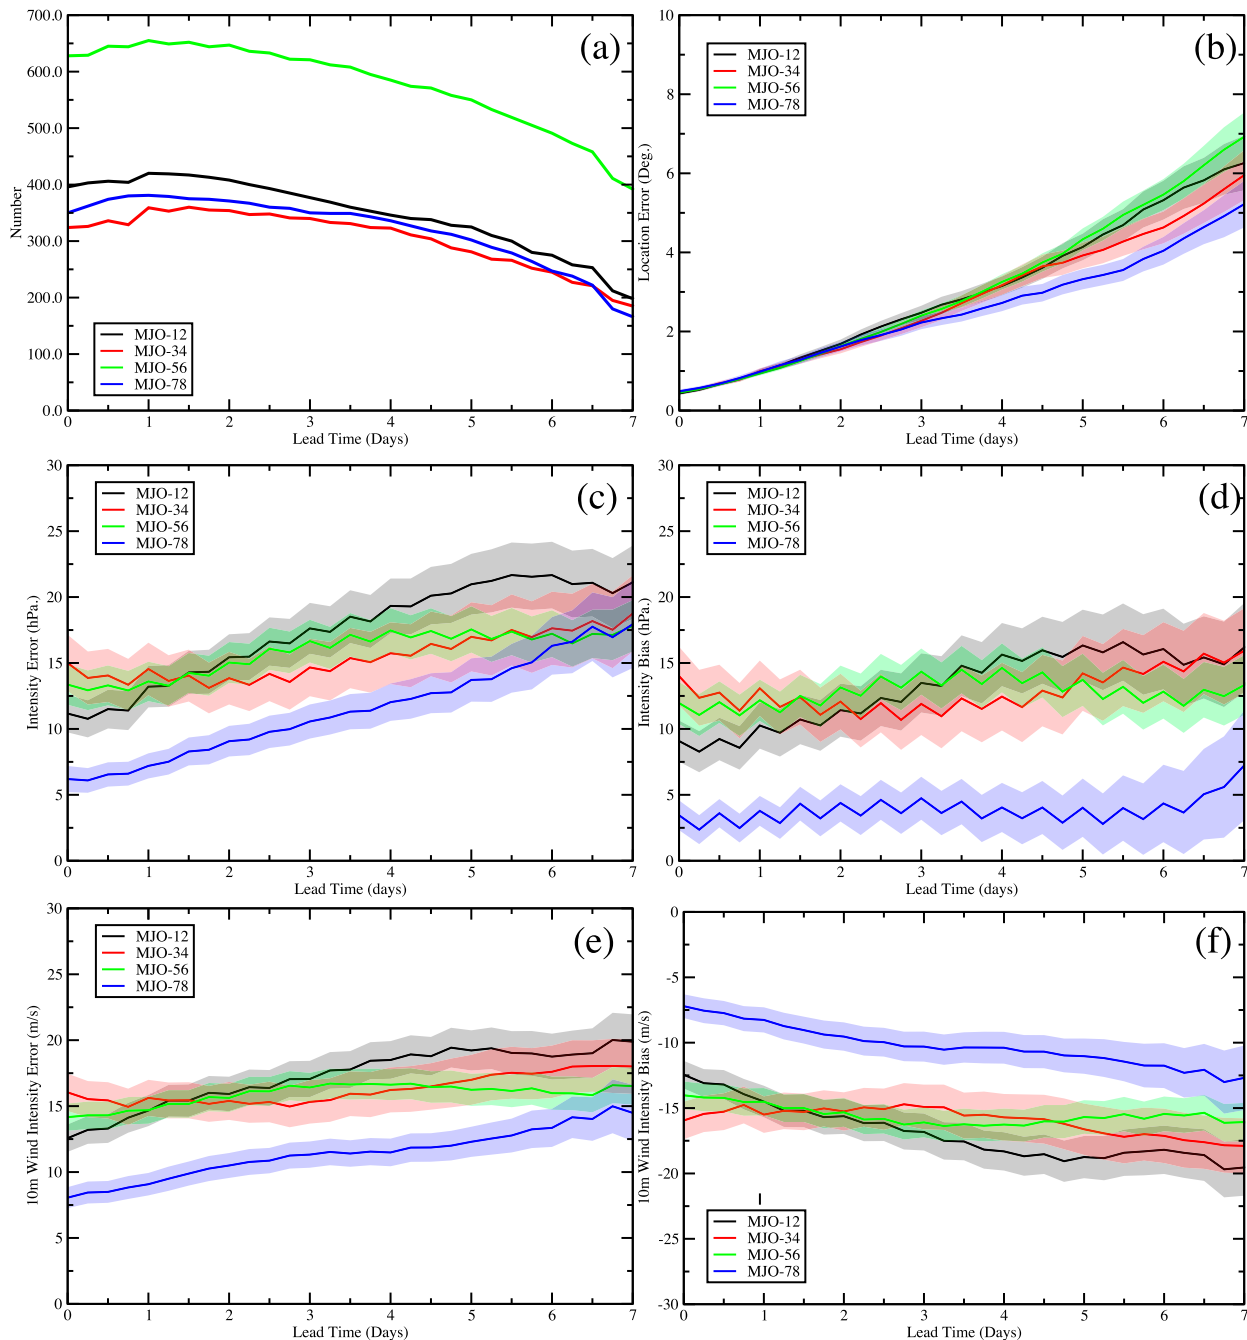 (a)
700.0
600.0
500.0
400.0
300.0
200.0
100.0
0.0
Number
MJO-12
MJO-34
MJO-56
MJO-78
0 1 2 3 4 5 6 7
Lead Time (Days)
(b)
10
8
6
4
2
0
Location Error (Deg.)
MJO-12
MJO-34
MJO-56
MJO-78
0 1 2 3 4 5 6 7
Lead Time (days)
(c)
30
25
20
15
10
5
0
Intensity Error (hPa.)
MJO-12
MJO-34
MJO-56
MJO-78
0 1 2 3 4 5 6 7
Lead Time (days)
(d)
30
25
20
15
10
5
0
Intensity Bias (hPa.)
MJO-12
MJO-34
MJO-56
MJO-78
0 1 2 3 4 5 6 7
Lead Time (days)
(e)
30
25
20
15
10
5
0
10m Wind Intensity Error (m/s)
MJO-12
MJO-34
MJO-56
MJO-78
0 1 2 3 4 5 6 7
Lead Time (Days)
(f)
0
-5
-10
-15
-20
-25
-30
10m Wind Intensity Bias (m/s)
MJO-12
MJO-34
MJO-56
MJO-78
0 1 2 3 4 5 6 7
Lead Time (Days)